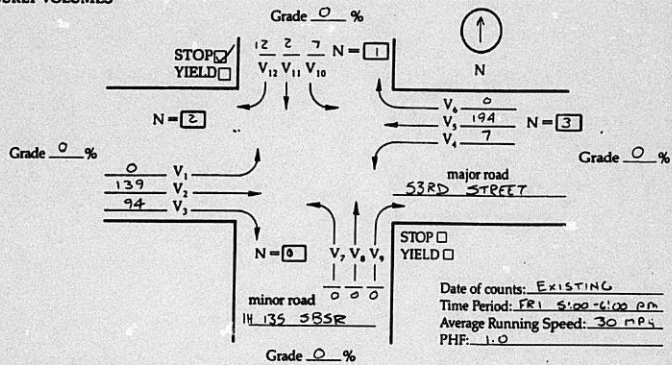 HOURLY VOLUMES
Grade 0 %
STOP ☑
YIELD ☐
12 2 7
V12 V11 V10
N = 1
N
N = 2
V6 0
V5 194
V4 7
N = 3
Grade 0 %
Grade 0 %
0 V1
139 V2
94 V3
major road
53RD STREET
N = 0
V7 V8 V9
0 0 0
STOP ☐
YIELD ☐
minor road
IH 135 SBSR
Date of counts: EXISTING
Time Period: FRI 5:00-6:00 PM
Average Running Speed: 30 MPH
PHF: 1.0
Grade 0 %